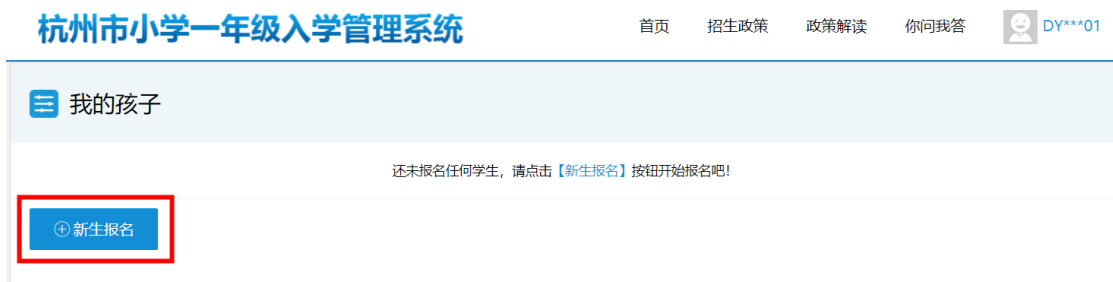 杭州市小学一年级入学管理系统
首页 招生政策 政策解读 你问我答 DY***01
我的孩子
还未报名任何学生，请点击【新生报名】按钮开始报名吧！
新生报名